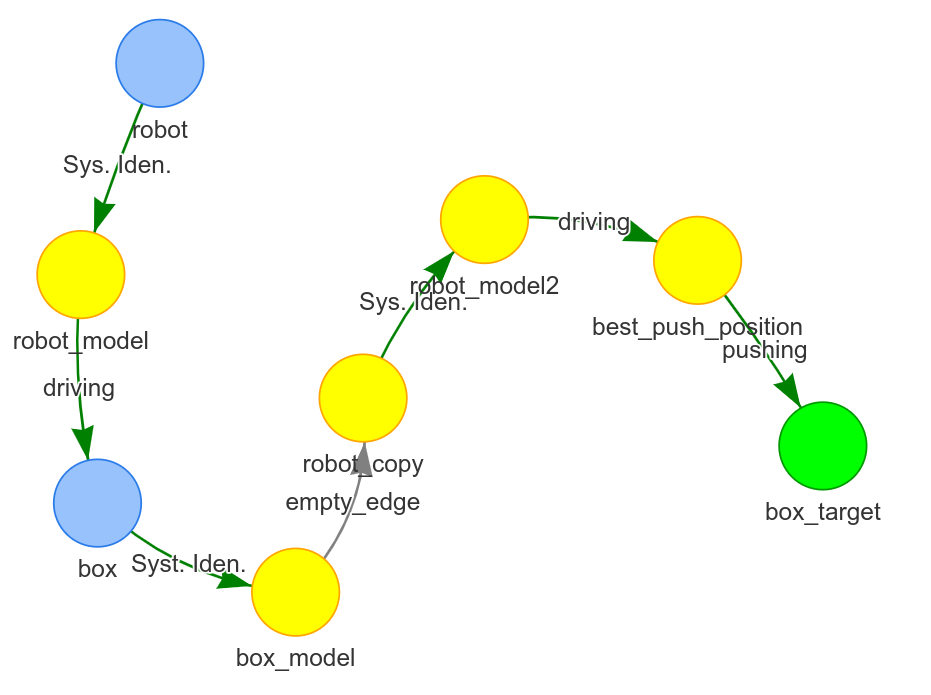 robot
Sys. Iden.
robot_model
driving
box
Syst. Iden.
box_model
empty_edge
robot_copy
Sys. Iden.
robot_model2
driving
best_push_position
pushing
box_target